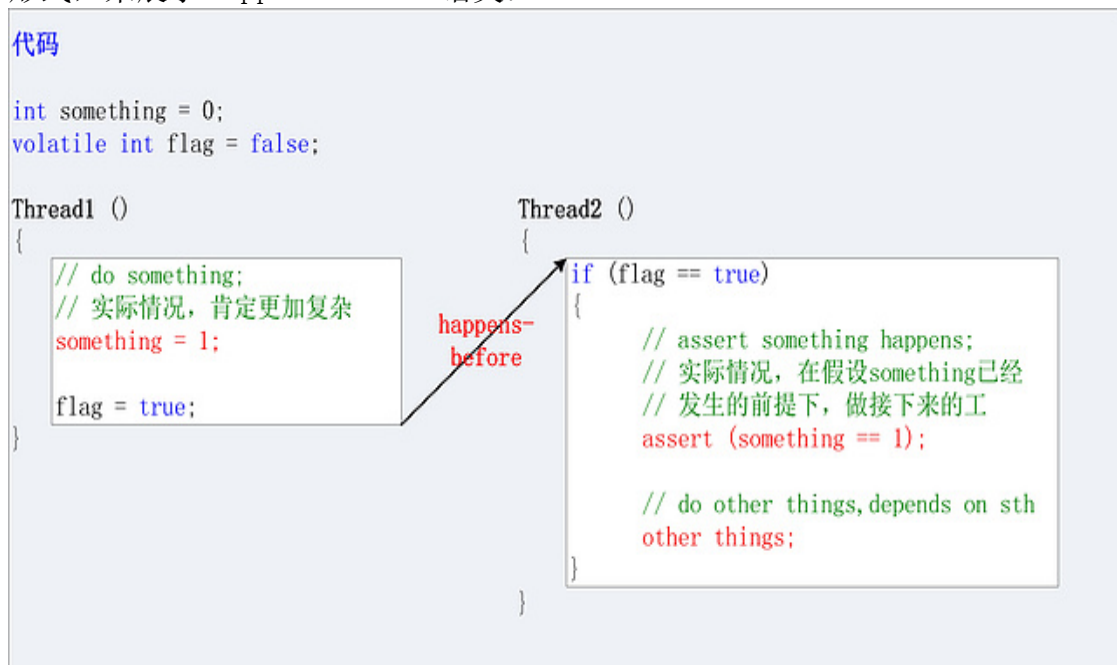 代码
int something = 0;
volatile int flag = false;
Thread1 ()
{
// do something;
// 实际情况，肯定更加复杂
something = 1;
flag = true;
}
happens-
before
Thread2 ()
{
if (flag == true)
{
// assert something happens;
// 实际情况，在假设something已经
// 发生的前提下，做接下来的工
assert (something == 1);
// do other things,depends on sth
other things;
}
}